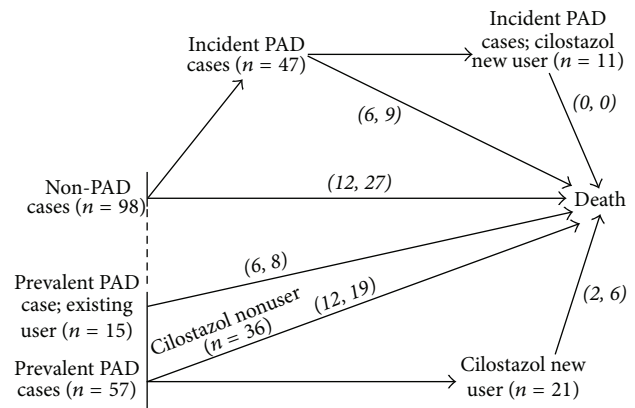 Incident PAD
cases (n = 47)
Incident PAD
cases; cilostazol
new user (n = 11)
(6, 9)
(0, 0)
Non-PAD
cases (n = 98)
(12, 27)
Death
Prevalent PAD
case; existing
user (n = 15)
(6, 8)
Cilostazol nonuser
(n = 36)
(12, 19)
(2, 6)
Prevalent PAD
cases (n = 57)
Cilostazol new
user (n = 21)